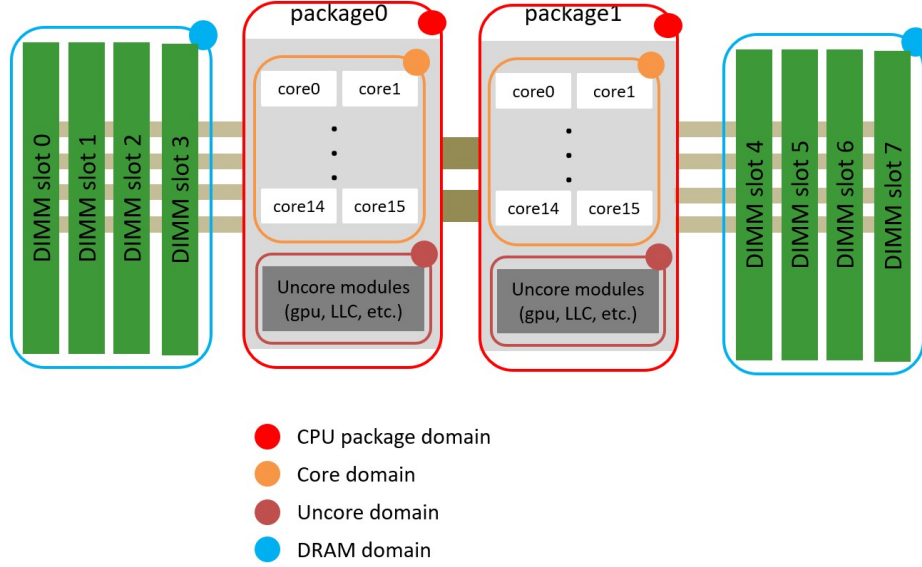 package0
package1
DIMM slot 0
DIMM slot 1
DIMM slot 2
DIMM slot 3
core0
core1
core14
core15
Uncore modules
(gpu, LLC, etc.)
core0
core1
core14
core15
Uncore modules
(gpu, LLC, etc.)
DIMM slot 4
DIMM slot 5
DIMM slot 6
DIMM slot 7
CPU package domain
Core domain
Uncore domain
DRAM domain